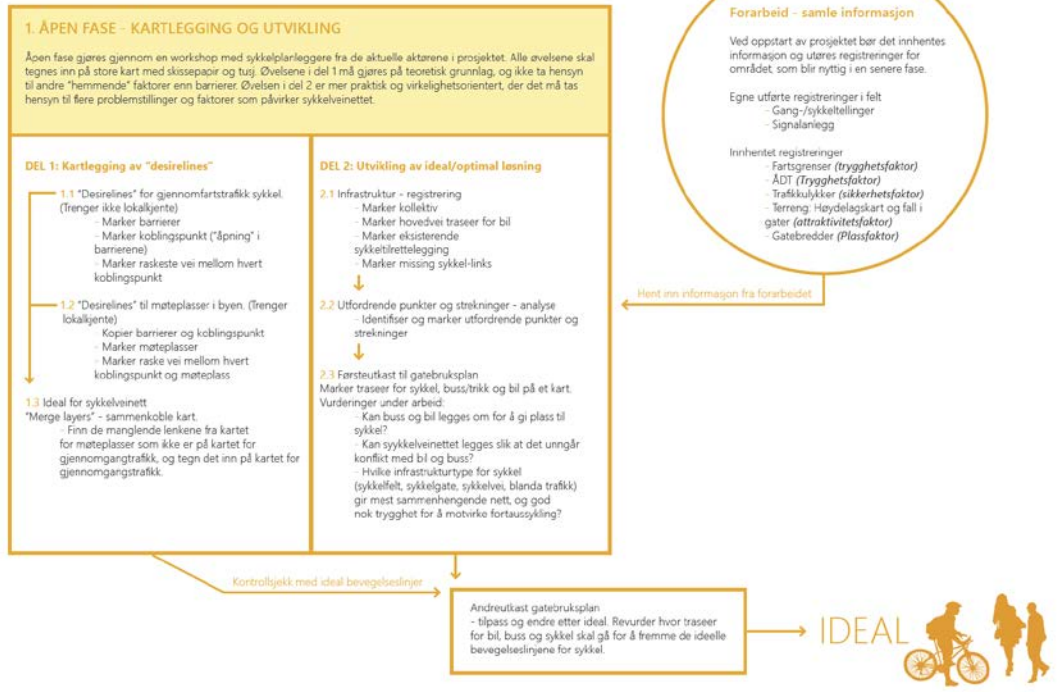 1. ÅPEN FASE - KARTLEGGING OG UTVIKLING
Åpen fase gjøres gjennom en workshop med sykkelplanleggere fra de aktuelle aktørene i prosjektet. Alle øvelsene skal
tegnes inn på store kart med skissepapir og tusj. Øvelsene i del 1 må gjøres på teoretisk grunnlag, og ikke ta hensyn
til andre "hemmende" faktorer enn barrierer. Øvelsen i del 2 er mer praktisk og virkelighetsorientert, der det må tas
hensyn til flere problemstillinger og faktorer som påvirker sykkelveinettet.
DEL 1: Kartlegging av "desirelines"
1.1 "Desirelines" for gjennomfartstrafikk sykkel.
(Trenger ikke lokalkjente)
- Marker barrierer
- Marker koblingspunkt ("åpning" i
barrierene)
- Marker raskeste vei mellom hvert
koblingspunkt
1.2 "Desirelines" til møteplasser i byen. (Trenger
lokalkjente)
- Kopier barrierer og koblingspunkt
- Marker møteplasser
- Marker raske vei mellom hvert
koblingspunkt og møteplass
1.3 Ideal for sykkelveinett
"Merge layers" - sammenkoble kart.
- Finn de manglende lenkene fra kartet
for møteplasser som ikke er på kartet for
gjennomgangtrafikk, og tegn det inn på kartet for
gjennomgangstrafikk.
DEL 2: Utvikling av ideal/optimal løsning
2.1 Infrastruktur - registrering
- Marker kollektiv
- Marker hovedvei traseer for bil
- Marker eksisterende
sykkeltilrettelegging
- Marker missing sykkel-links
2.2 Utfordrende punkter og strekninger - analyse
- Identifiser og marker utfordrende punkter og
strekninger
2.3 Førsteutkast til gatebruksplan
Marker traseer for sykkel, buss/trikk og bil på et kart.
Vurderinger under arbeid:
- Kan buss og bil legges om for å gi plass til
sykkel?
- Kan syykkelveinettet legges slik at det unngår
konflikt med bil og buss?
- Hvilke infrastrukturtype for sykkel
(sykkelfelt, sykkelgate, sykkelvei, blanda trafikk)
gir mest sammenhengende nett, og god
nok trygghet for å motvirke fortaussykling?
Forarbeid - samle informasjon
Ved oppstart av prosjektet bør det innhentes
informasjon og utøres registreringer for
området, som blir nyttig i en senere fase.
Egne utførte registreringer i felt
- Gang-/sykkeltellinger
- Signalanlegg
Innhentet registreringer
- Fartsgrenser (trygghetsfaktor)
- ÅDT (Trygghetsfaktor)
- Trafikkulykker (sikkerhetsfaktor)
- Terreng: Høydelagskart og fall i
gater (attraktivitetsfaktor)
- Gatebredder (Plassfaktor)
Hent inn informasjon fra forarbeidet
Kontrollsjekk med ideal bevegelseslinjer
Andreutkast gatebruksplan
- tilpass og endre etter ideal. Revurder hvor traseer
for bil, buss og sykkel skal gå for å fremme de ideelle
bevegelseslinjene for sykkel.
IDEAL